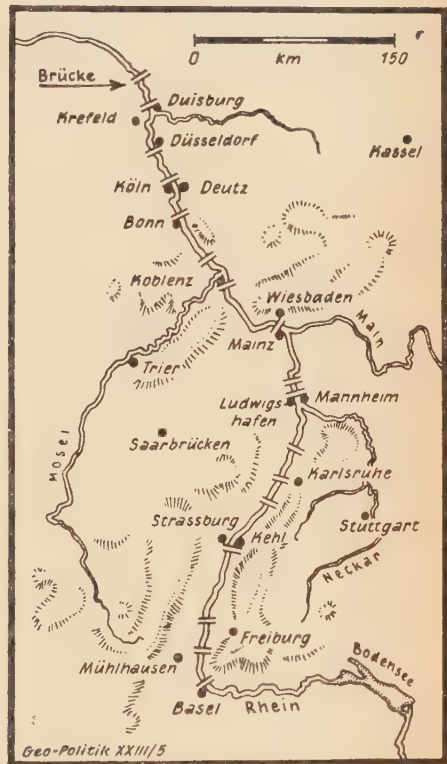 0 150
km
Brücke
Duisburg
Krefeld
Düsseldorf
Kassel
Köln Deutz
Bonn
Koblenz
Wiesbaden
Main
Mainz
Trier
Ludwigs-
hafen
Mannheim
Mosel
Saarbrücken
Karlsruhe
Strassburg
Kehl
Stuttgart
Neckar
Freiburg
Mühlhausen
Bodensee
Basel
Rhein
Geo-Politik XXIII/5